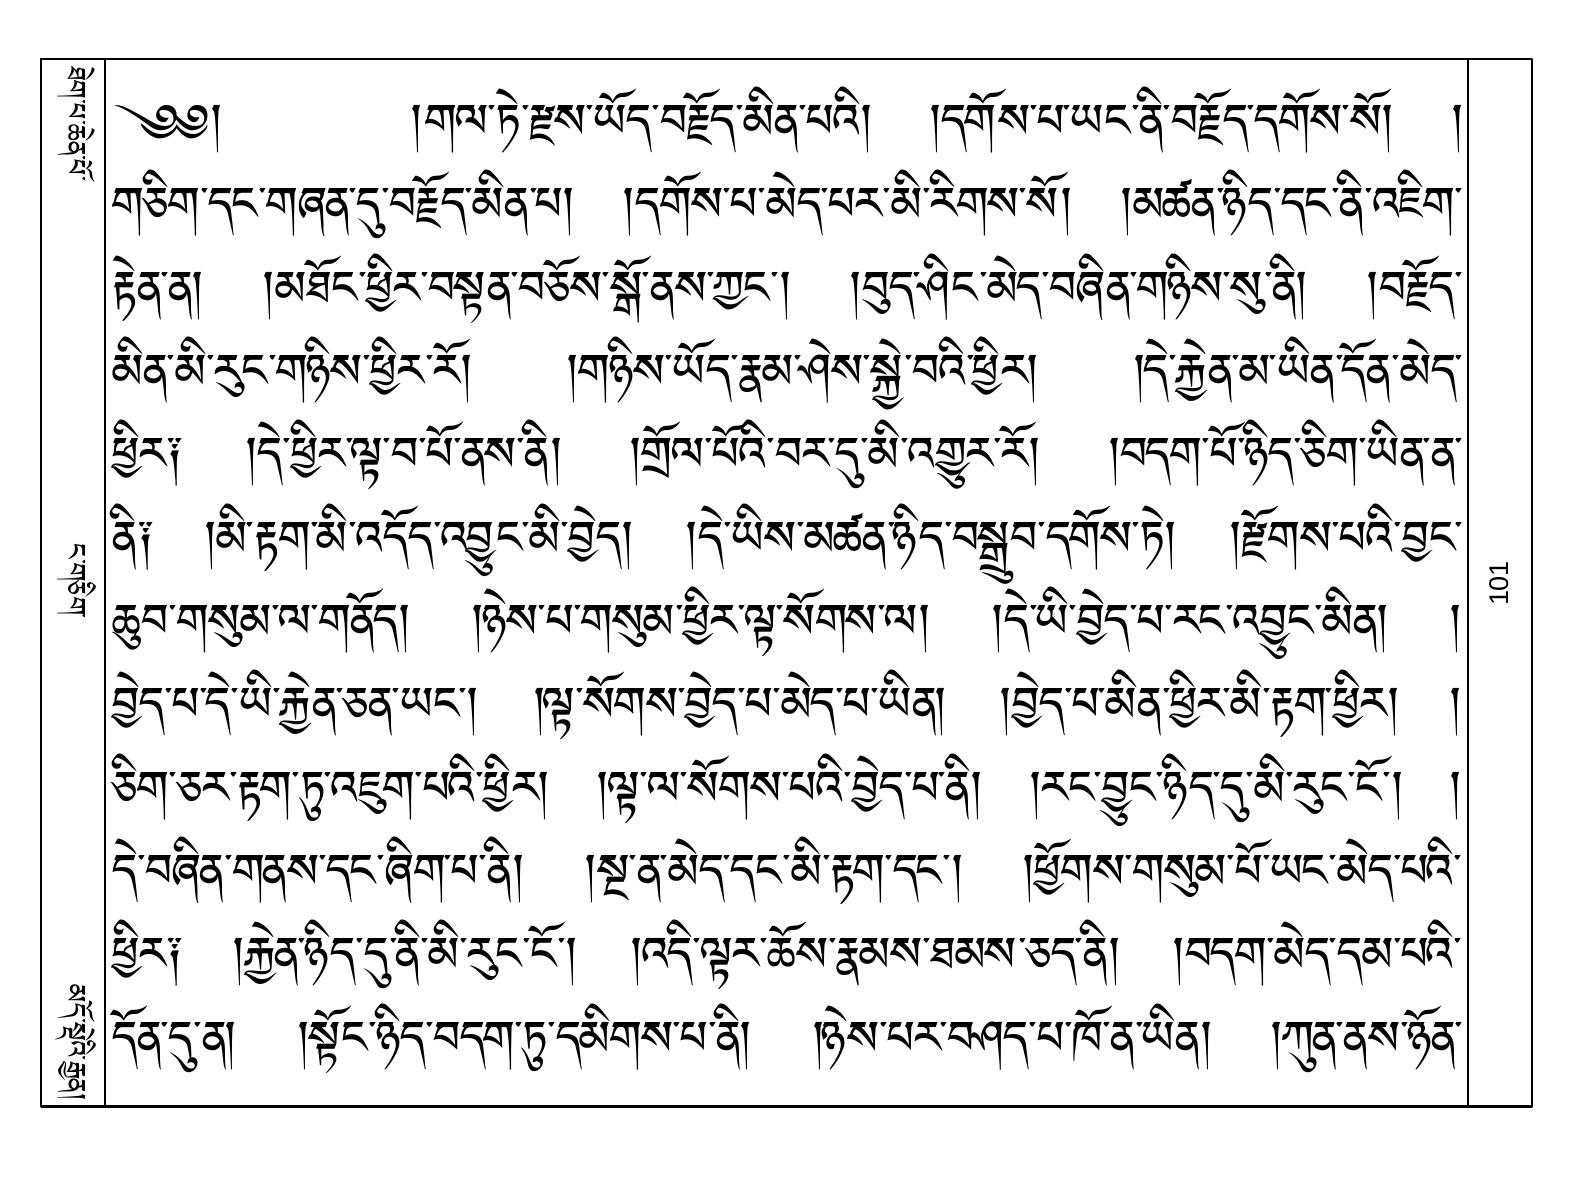 ཐེག་པ་ཆེན་པོ་
༄༅། །གལ་ཏེ་རྫས་ཡོད་བརྗོད་མིན་པའི། །དགོས་པ་ཡང་ནི་བརྗོད་དགོས་སོ། །
གཅིག་དང་གཞན་དུ་བརྗོད་མིན་པ། །དགོས་པ་མེད་པར་མི་རིགས་སོ། །མཚན་ཉིད་དང་ནི་འཇིག་
རྟེན་ན། །མཐོང་ཕྱིར་བསྟན་བཅོས་སྒོ་ནས་ཀྱང་། །བུད་ཤིང་མེད་བཞིན་གཉིས་སུ་ནི། །བརྗོད་
མིན་མི་རུང་གཉིས་ཕྱིར་རོ། །གཉིས་ཡོད་རྣམ་ཤེས་སྐྱེ་བའི་ཕྱིར། །དེ་རྐྱེན་མ་ཡིན་དོན་མེད་
ཕྱིར༑ །དེ་ཕྱིར་ལྟ་བ་པོ་ནས་ནི། །གྲོལ་པོའི་བར་དུ་མི་འགྱུར་རོ། །བདག་པོ་ཉིད་ཅིག་ཡིན་ན་
ནི༑ །མི་རྟག་མི་འདོད་འབྱུང་མི་བྱེད། །དེ་ཡིས་མཚན་ཉིད་བསྒྲུབ་དགོས་ཏེ། །རྫོགས་པའི་བྱང་
ཆུབ་གསུམ་ལ་གནོད། །ཉེས་པ་གསུམ་ཕྱིར་ལྟ་སོགས་ལ། །དེ་ཡི་བྱེད་པ་རང་འབྱུང་མིན། །
བྱེད་པ་དེ་ཡི་རྐྱེན་ཅན་ཡང་། །ལྟ་སོགས་བྱེད་པ་མེད་པ་ཡིན། །བྱེད་པ་མིན་ཕྱིར་མི་རྟག་ཕྱིར། །
ཅིག་ཅར་རྟག་ཏུ་འཇུག་པའི་ཕྱིར། །ལྟ་ལ་སོགས་པའི་བྱེད་པ་ནི། །རང་བྱུང་ཉིད་དུ་མི་རུང་ངོ་། །
དེ་བཞིན་གནས་དང་ཞིག་པ་ནི། །སྔ་ན་མེད་དང་མི་རྟག་དང་། །ཕྱོགས་གསུམ་པོ་ཡང་མེད་པའི་
ཕྱིར༑ །རྐྱེན་ཉིད་དུ་ནི་མི་རུང་ངོ་། །འདི་ལྟར་ཆོས་རྣམས་ཐམས་ཅད་ནི། །བདག་མེད་དམ་པའི་
དོན་དུ་ན། །སྟོང་ཉིད་བདག་ཏུ་དམིགས་པ་ནི། །ཉེས་པར་བཤད་པ་ཁོ་ན་ཡིན། །ཀུན་ནས་ཉོན་
ང་གཅིག
མདོ་སྡེའི་རྒྱན།
101